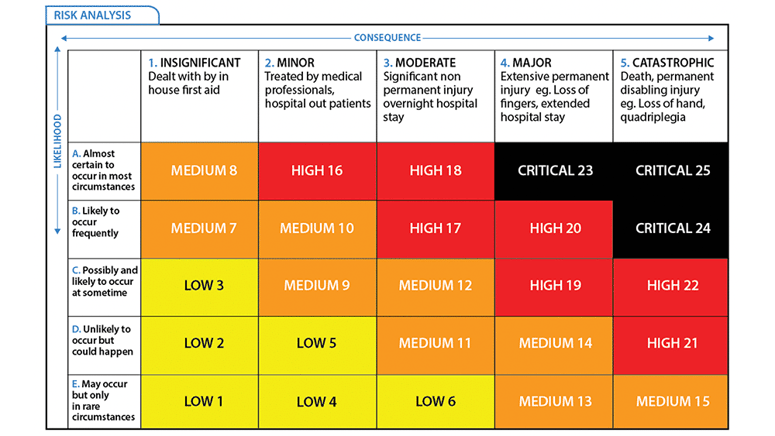 RISK ANALYSIS
CONSEQUENCE
LIKELIHOOD
1. INSIGNIFICANT
Dealt with by in
house first aid
2. MINOR
Treated by medical
professionals,
hospital out patients
3. MODERATE
Significant non
permanent injury
overnight hospital
stay
4. MAJOR
Extensive permanent
injury eg. Loss of
fingers, extended
hospital stay
5. CATASTROPHIC
Death, permanent
disabling injury
eg. Loss of hand,
quadriplegia
A. Almost
certain to
occur in most
circumstances
MEDIUM 8
HIGH 16
HIGH 18
CRITICAL 23
CRITICAL 25
B. Likely to
occur
frequently
MEDIUM 7
MEDIUM 10
HIGH 17
HIGH 20
CRITICAL 24
C. Possibly and
likely to occur
at sometime
LOW 3
MEDIUM 9
MEDIUM 12
HIGH 19
HIGH 22
D. Unlikely to
occur but
could happen
LOW 2
LOW 5
MEDIUM 11
MEDIUM 14
HIGH 21
E. May occur
but only
in rare
circumstances
LOW 1
LOW 4
LOW 6
MEDIUM 13
MEDIUM 15